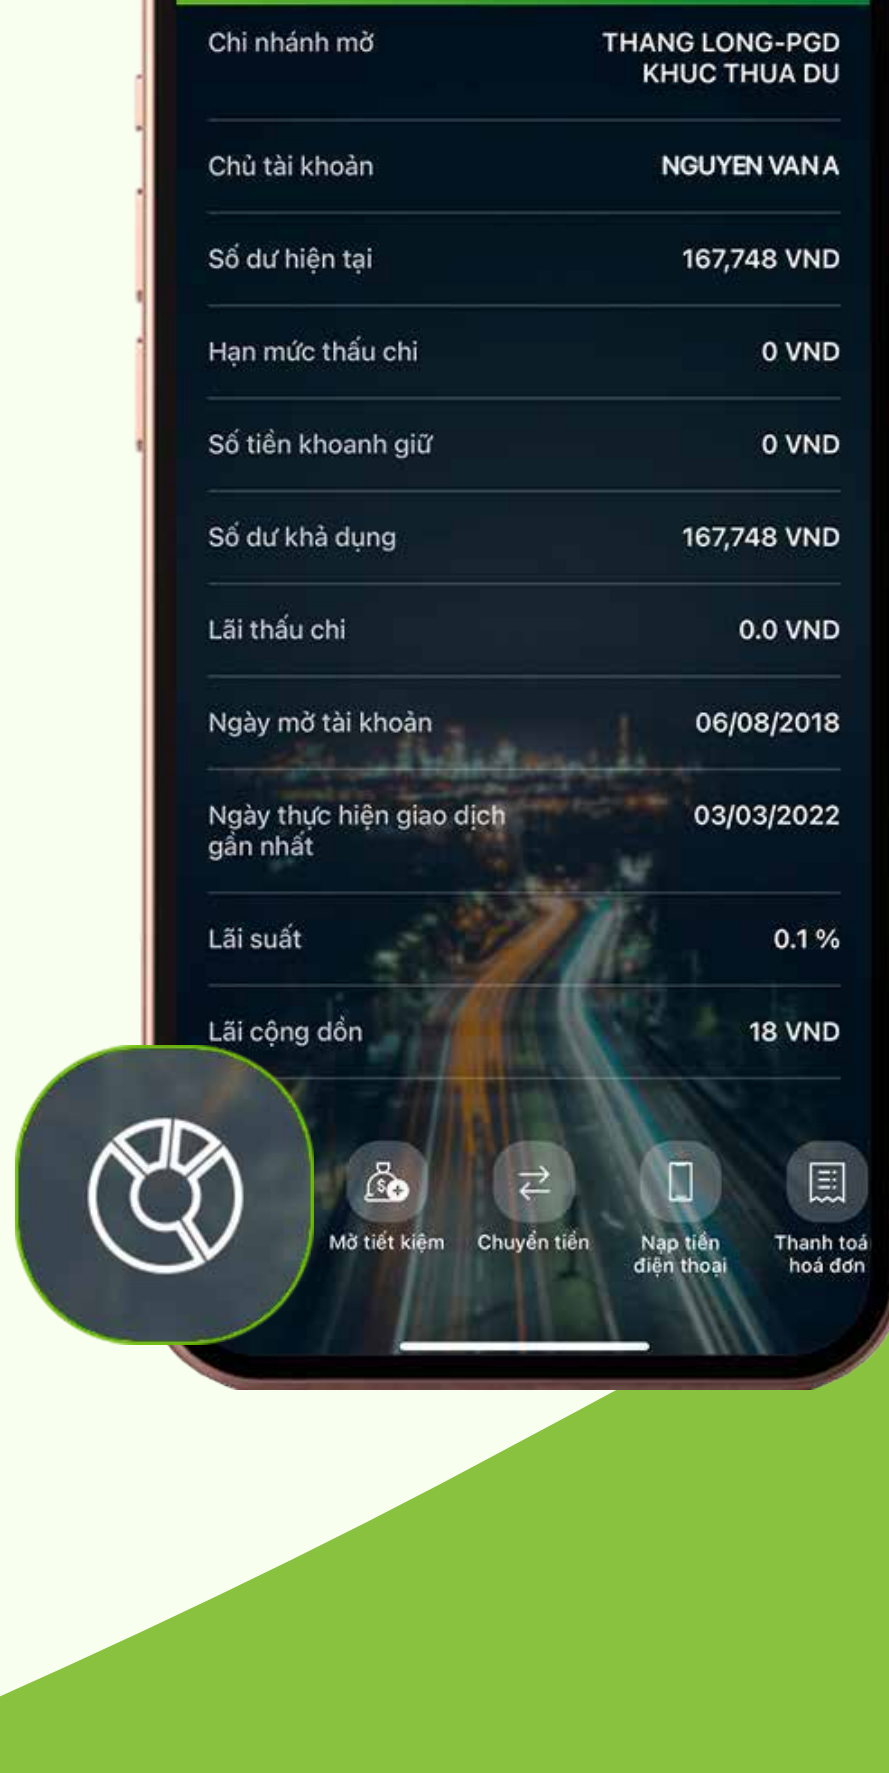 Chi nhánh mở
THANG LONG-PGD
KHUC THUA DU
Chủ tài khoản
NGUYEN VAN A
Số dư hiện tại
167,748 VND
Hạn mức thấu chi
0 VND
Số tiền khoanh giữ
0 VND
Số dư khả dụng
167,748 VND
Lãi thấu chi
0.0 VND
Ngày mở tài khoản
06/08/2018
Ngày thực hiện giao dịch
gần nhất
03/03/2022
Lãi suất
0.1 %
Lãi cộng dồn
18 VND
Mở tiết kiệm
Chuyển tiền
Nạp tiền
điện thoại
Thanh toá
hoá đơn